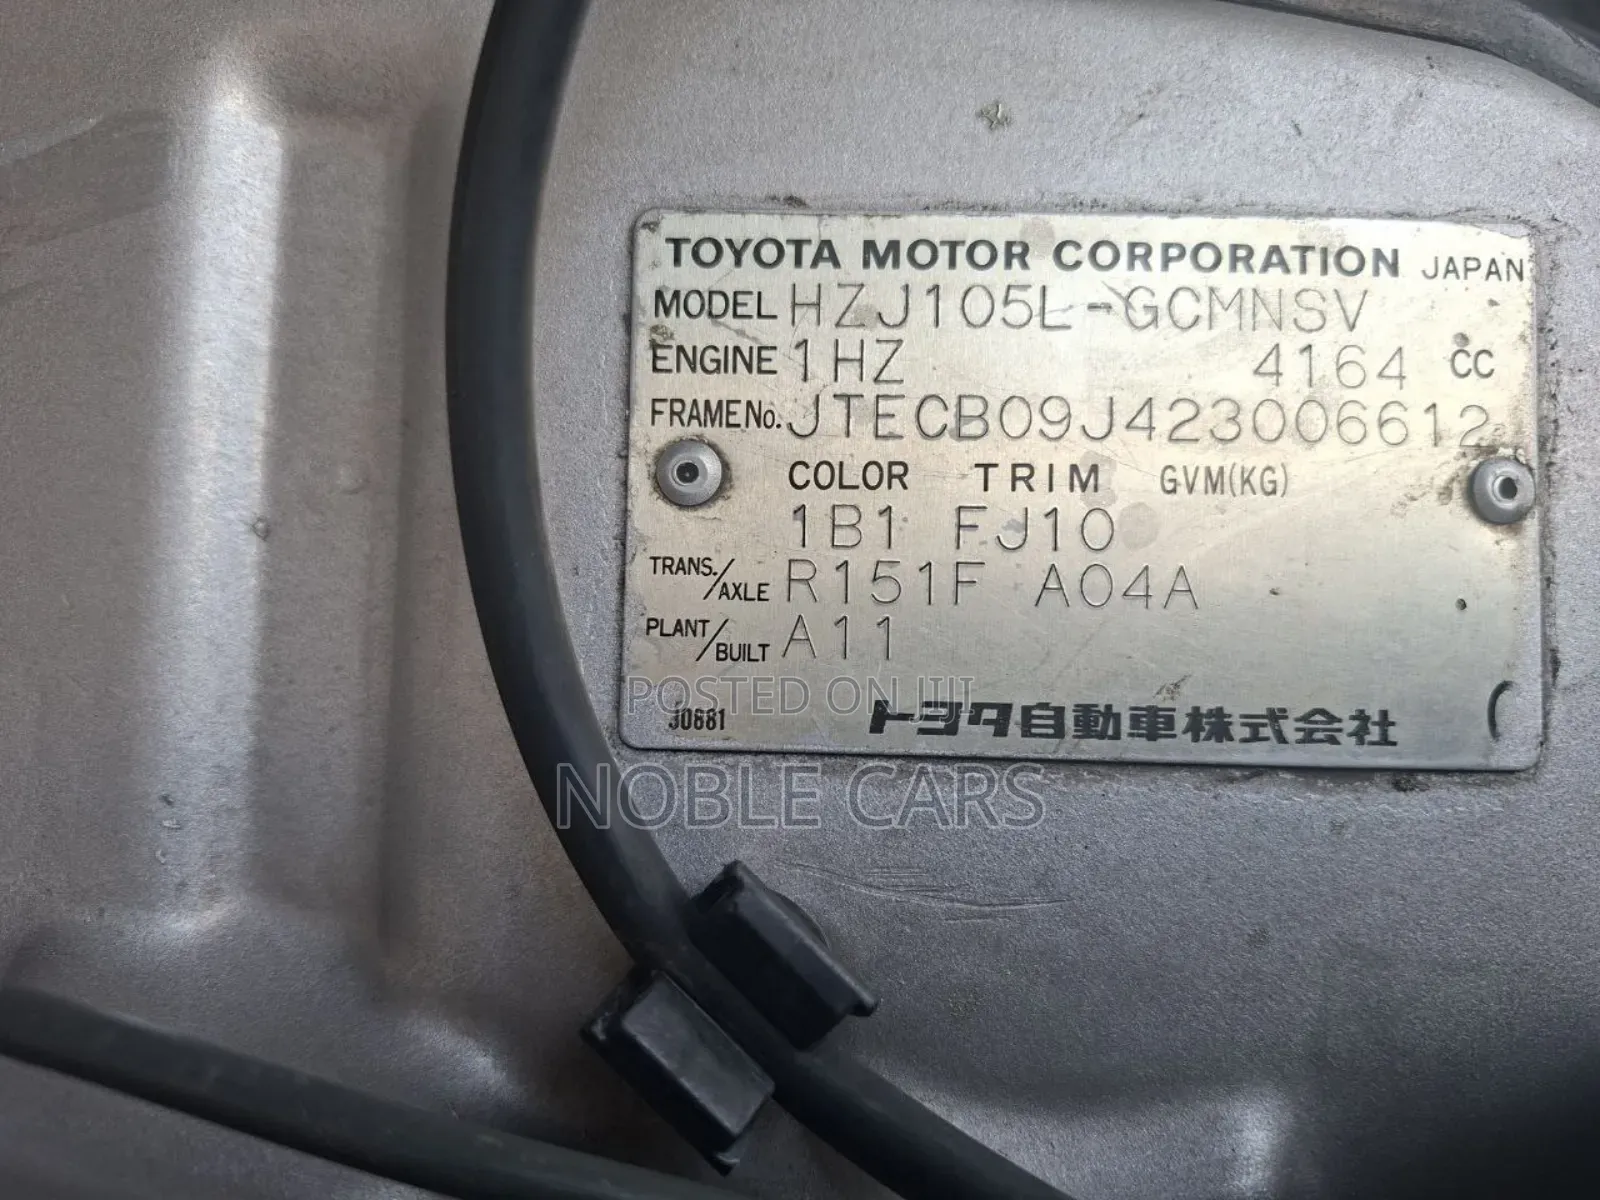 TOYOTA MOTOR CORPORATION JAPAN
MODEL HZJ105L-GCMNSV
ENGINE 1HZ 4164 CC
FRAME No. JTECB09J423006612
COLOR TRIM GVM(KG)
1B1 FJ10
TRANS./AXLE R151F A04A
PLANT/BUILT A11
POSTED ON JIJI
30681 トヨタ自動車株式会社
NOBLE CARS